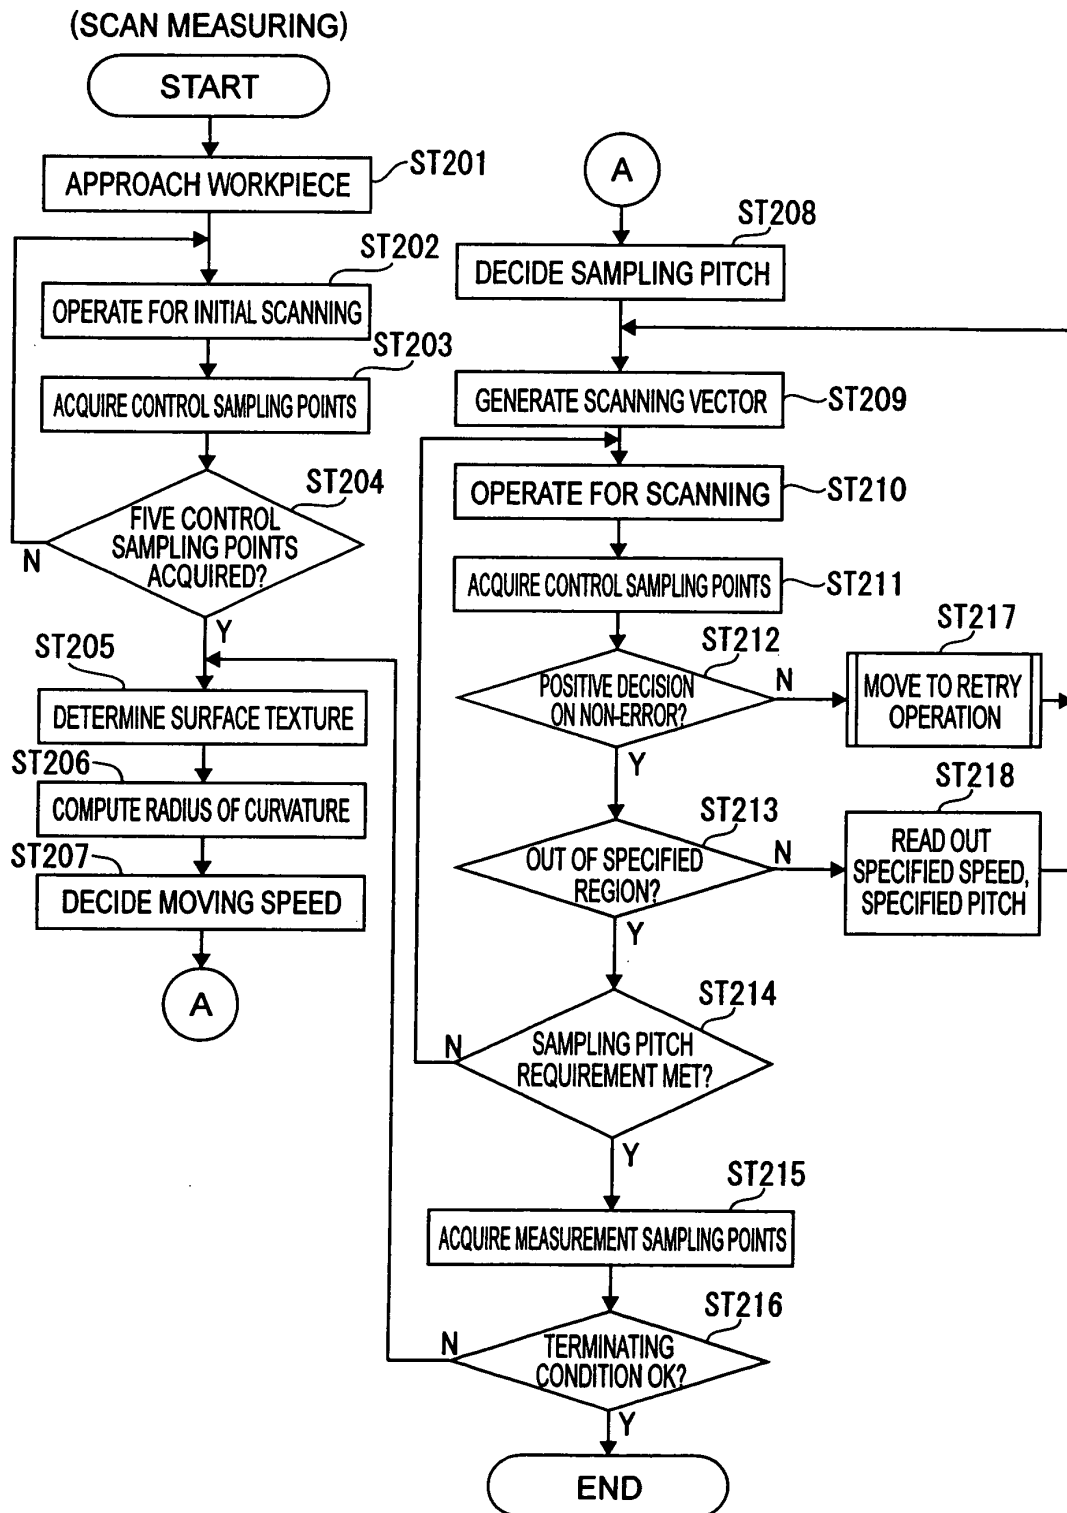 (SCAN MEASURING)
START
ST201
APPROACH WORKPIECE
ST202
OPERATE FOR INITIAL SCANNING
ST203
ACQUIRE CONTROL SAMPLING POINTS
ST204
FIVE CONTROL
SAMPLING POINTS
ACQUIRED?
N
Y
ST205
DETERMINE SURFACE TEXTURE
ST206
COMPUTE RADIUS OF CURVATURE
ST207
DECIDE MOVING SPEED
A
A
ST208
DECIDE SAMPLING PITCH
GENERATE SCANNING VECTOR
ST209
OPERATE FOR SCANNING
ST210
ACQUIRE CONTROL SAMPLING POINTS
ST211
ST212
POSITIVE DECISION
ON NON-ERROR?
N
Y
ST217
MOVE TO RETRY
OPERATION
ST213
OUT OF SPECIFIED
REGION?
N
Y
ST218
READ OUT
SPECIFIED SPEED,
SPECIFIED PITCH
ST214
SAMPLING PITCH
REQUIREMENT MET?
N
Y
ST215
ACQUIRE MEASUREMENT SAMPLING POINTS
ST216
TERMINATING
CONDITION OK?
N
Y
END